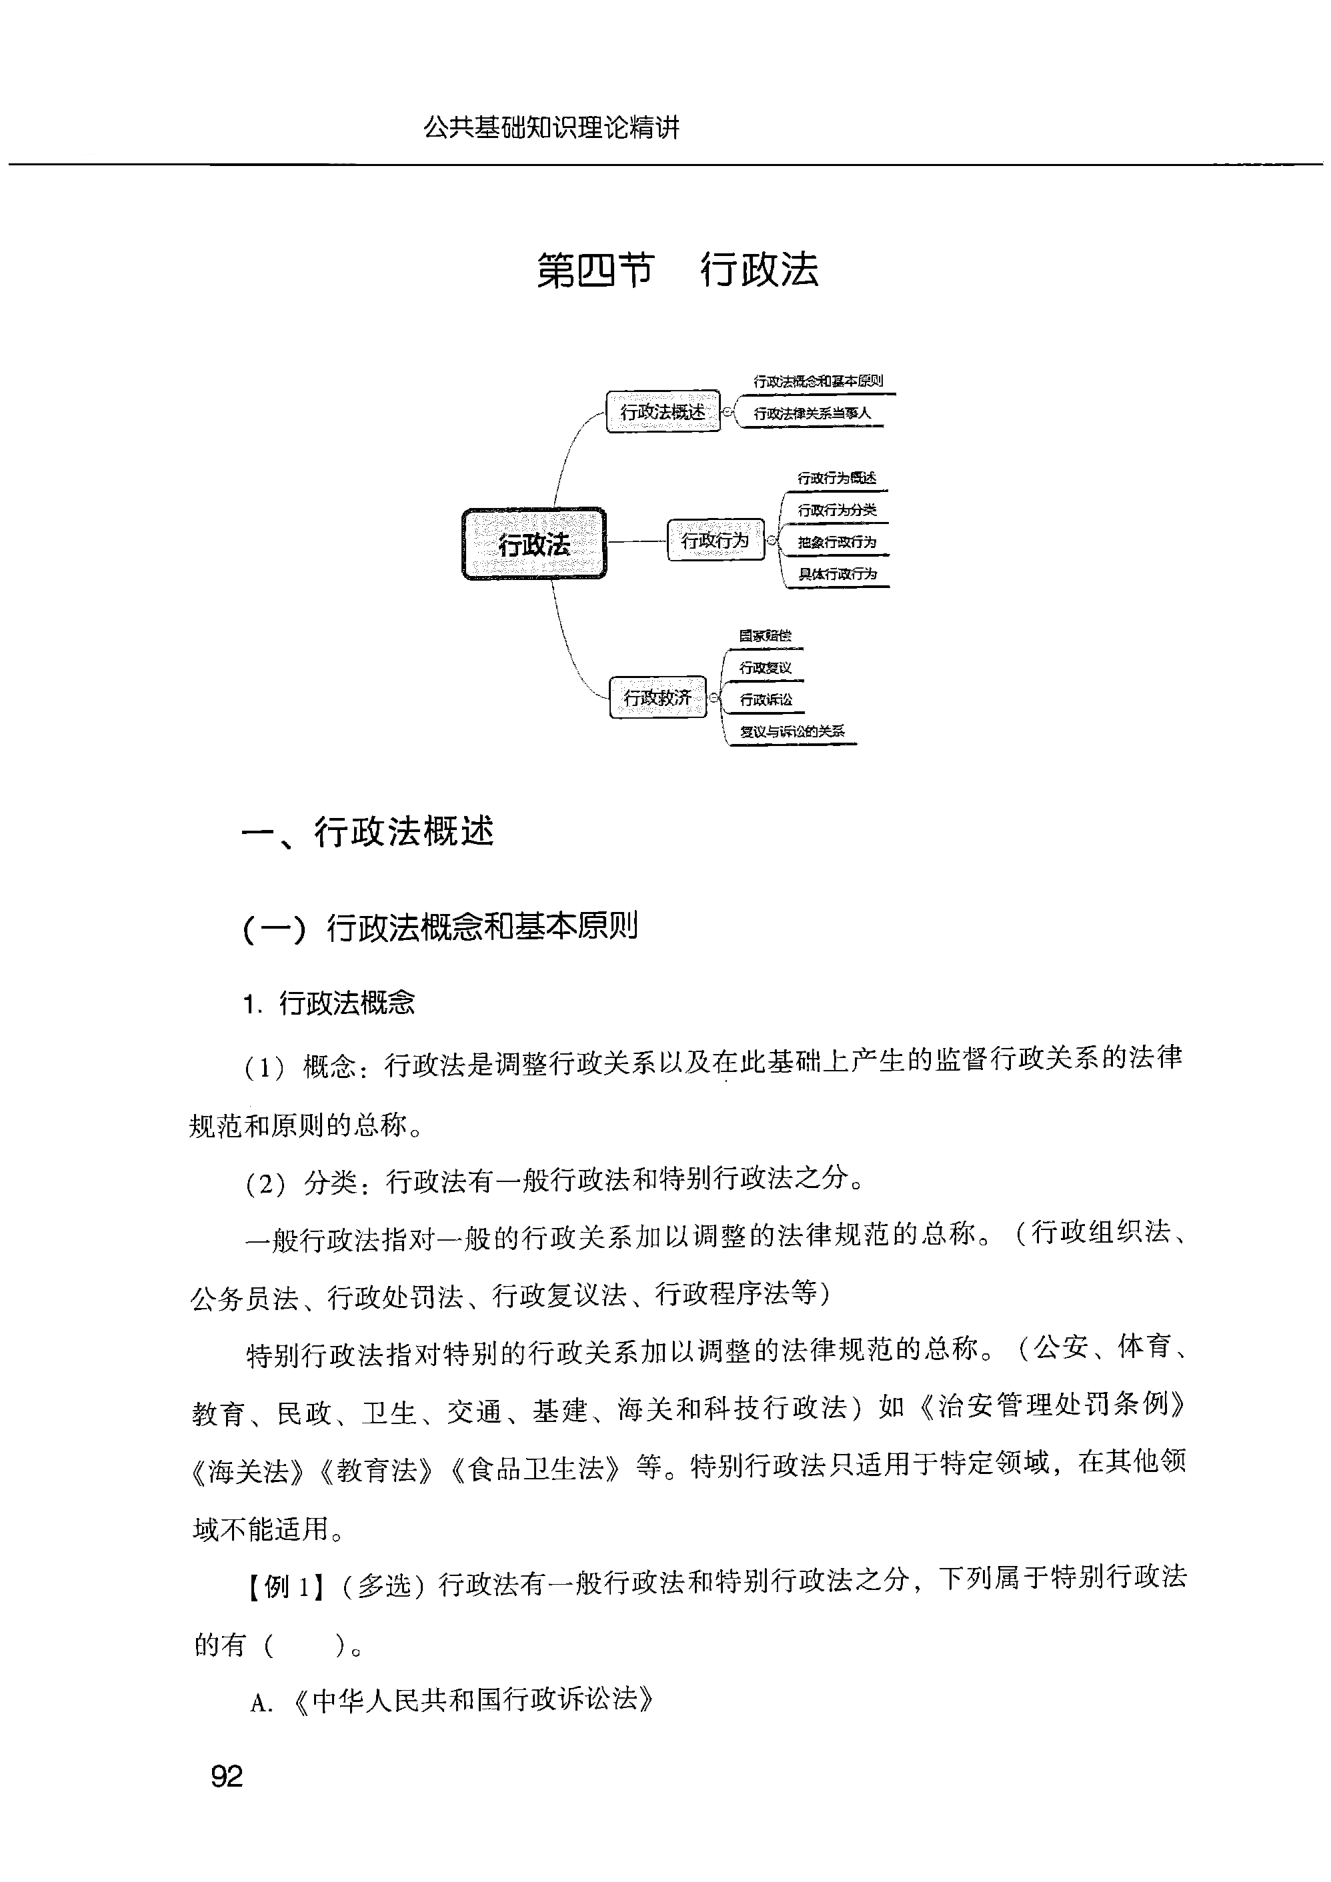 公共基础知识理论精讲
第四节 行政法
行政法
行政法概述
行政法概念和基本原则
行政法律关系当事人
行政行为
行政行为概述
行政行为分类
抽象行政行为
具体行政行为
行政救济
国家赔偿
行政复议
行政诉讼
复议与诉讼的关系
一、行政法概述
(一) 行政法概念和基本原则
1. 行政法概念
(1) 概念：行政法是调整行政关系以及在此基础上产生的监督行政关系的法律
规范和原则的总称。
(2) 分类：行政法有一般行政法和特别行政法之分。
一般行政法指对一般的行政关系加以调整的法律规范的总称。(行政组织法、
公务员法、行政处罚法、行政复议法、行政程序法等)
特别行政法指对特别的行政关系加以调整的法律规范的总称。(公安、体育、
教育、民政、卫生、交通、基建、海关和科技行政法) 如《治安管理处罚条例》
《海关法》《教育法》《食品卫生法》等。特别行政法只适用于特定领域，在其他领
域不能适用。
【例 1】(多选) 行政法有一般行政法和特别行政法之分，下列属于特别行政法
的有 (　　)。
A. 《中华人民共和国行政诉讼法》
92